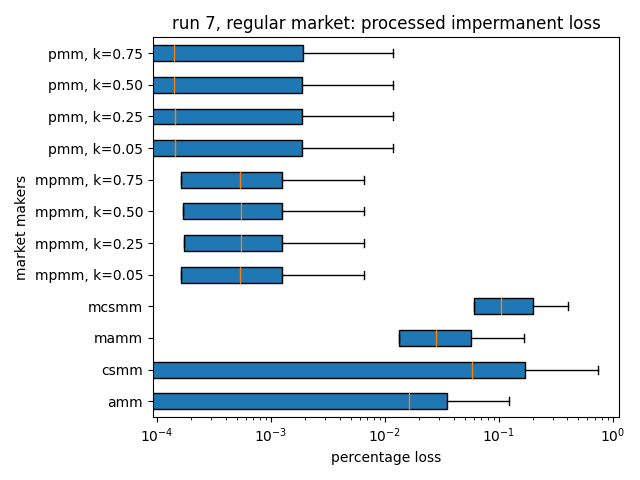 run 7, regular market: processed impermanent loss
pmm, k=0.75
pmm, k=0.50
pmm, k=0.25
pmm, k=0.05
mpmm, k=0.75
mpmm, k=0.50
mpmm, k=0.25
mpmm, k=0.05
mcsmm
mamm
csmm
amm
market makers
10⁻⁴ 10⁻³ 10⁻² 10⁻¹ 10⁰
percentage loss